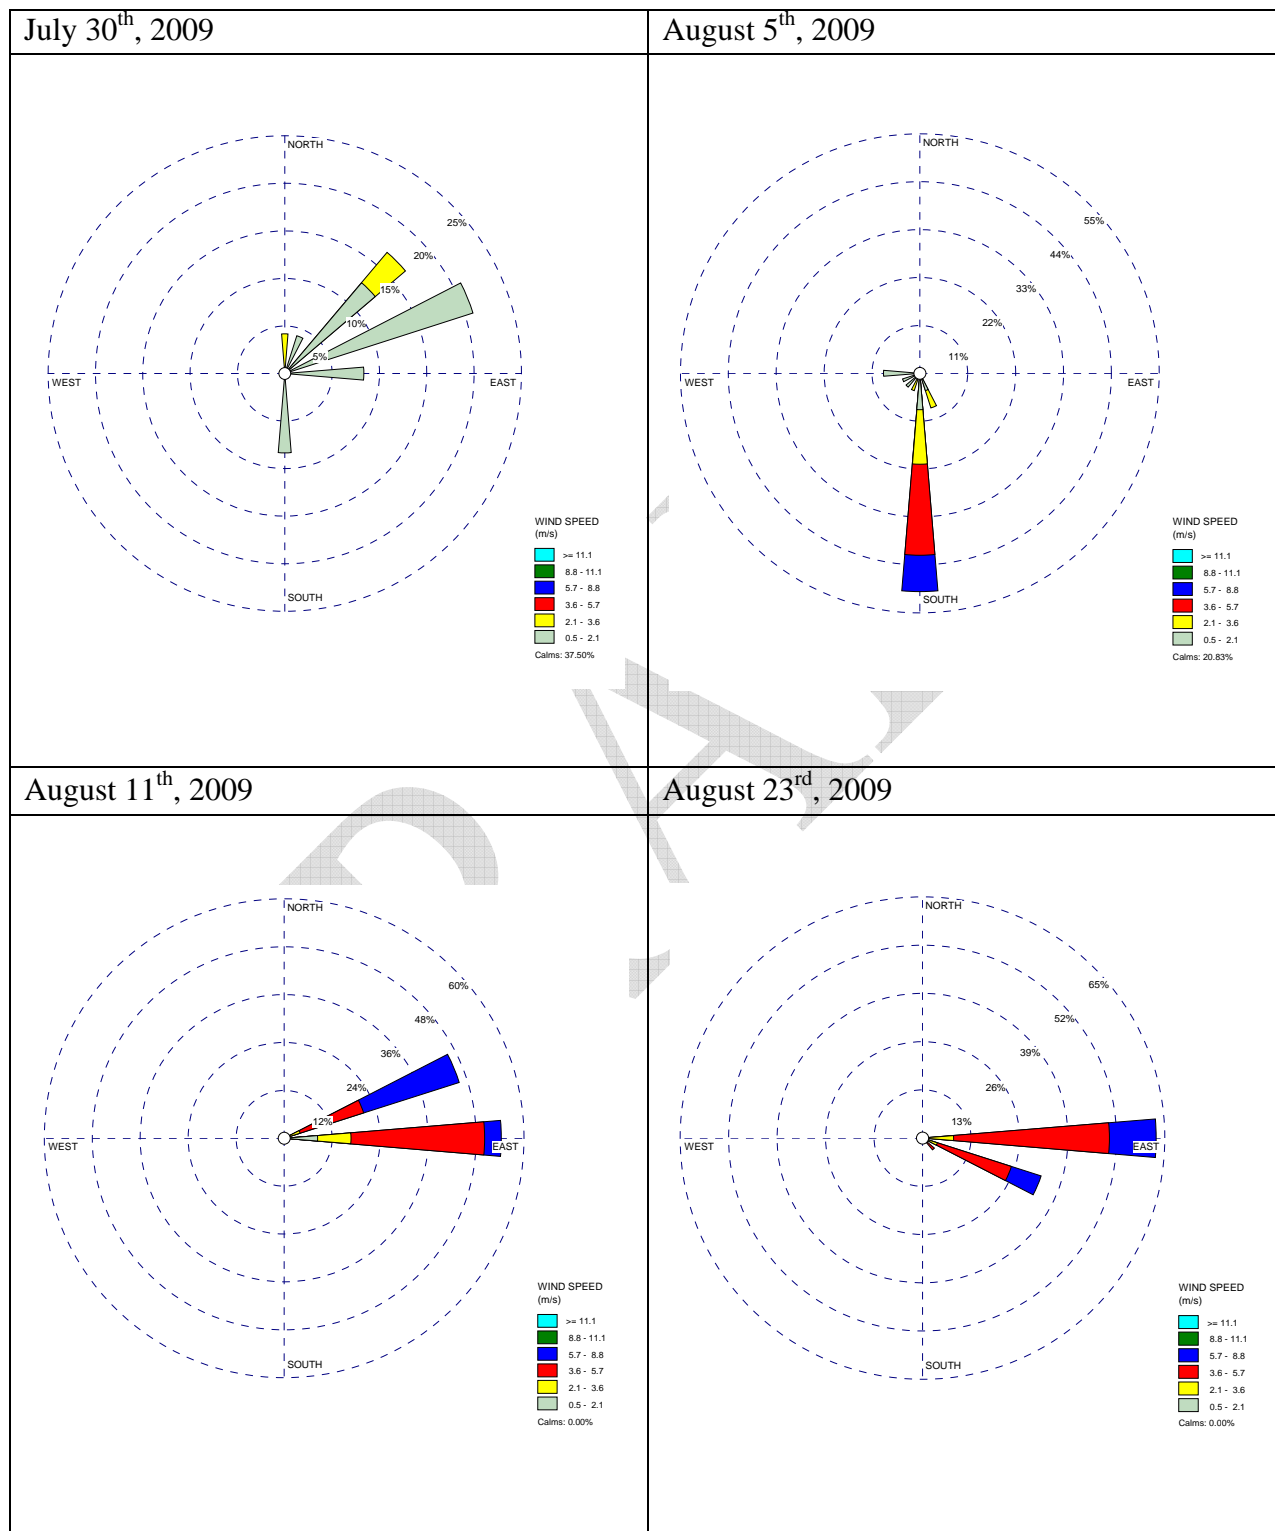 July 30th, 2009
August 5th, 2009
NORTH
25%
20%
15%
10%
5%
WEST
EAST
SOUTH
WIND SPEED
(m/s)
>= 11.1
8.8 - 11.1
5.7 - 8.8
3.6 - 5.7
2.1 - 3.6
0.5 - 2.1
Calms: 37.50%
NORTH
55%
44%
33%
22%
11%
WEST
EAST
SOUTH
WIND SPEED
(m/s)
>= 11.1
8.8 - 11.1
5.7 - 8.8
3.6 - 5.7
2.1 - 3.6
0.5 - 2.1
Calms: 20.83%
August 11th, 2009
August 23rd, 2009
NORTH
60%
48%
36%
24%
12%
WEST
EAST
SOUTH
WIND SPEED
(m/s)
>= 11.1
8.8 - 11.1
5.7 - 8.8
3.6 - 5.7
2.1 - 3.6
0.5 - 2.1
Calms: 0.00%
NORTH
65%
52%
39%
26%
13%
WEST
EAST
SOUTH
WIND SPEED
(m/s)
>= 11.1
8.8 - 11.1
5.7 - 8.8
3.6 - 5.7
2.1 - 3.6
0.5 - 2.1
Calms: 0.00%